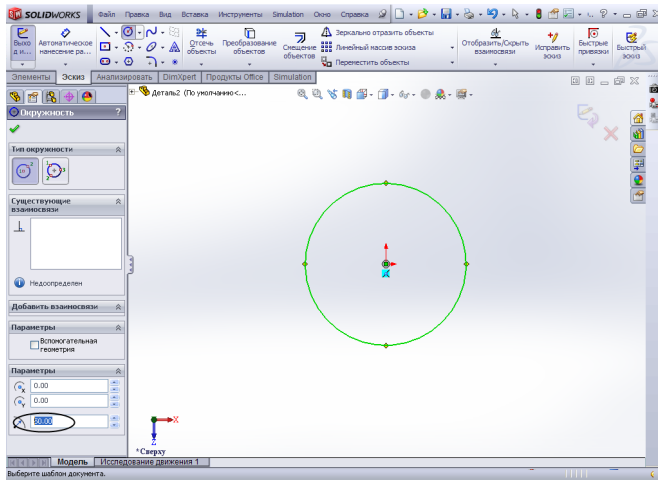 SOLIDWORKS Файл Правка Вид Вставка Инструменты Simulation Окно Справка
Выхо д и... Автоматическое нанесение ра... Отсечь объекты Преобразование объектов Смещение объектов Зеркально отразить объекты Отобразить/Скрыть взаимосвязи Исправить эскиз Быстрые привязки Быстрый эскиз
Линейный массив эскиза
Переместить объекты
Элементы Эскиз Анализировать DimXpert Продукты Office Simulation
Деталь2 (По умолчанию<...
Окружность ?
Тип окружности
Существующие взаимосвязи
Недоопределен
Добавить взаимосвязи
Параметры
Вспомогательная геометрия
Параметры
0.00
0.00
X
Z
*Сверху
Модель Исследование движения 1
Выберите шаблон документа.